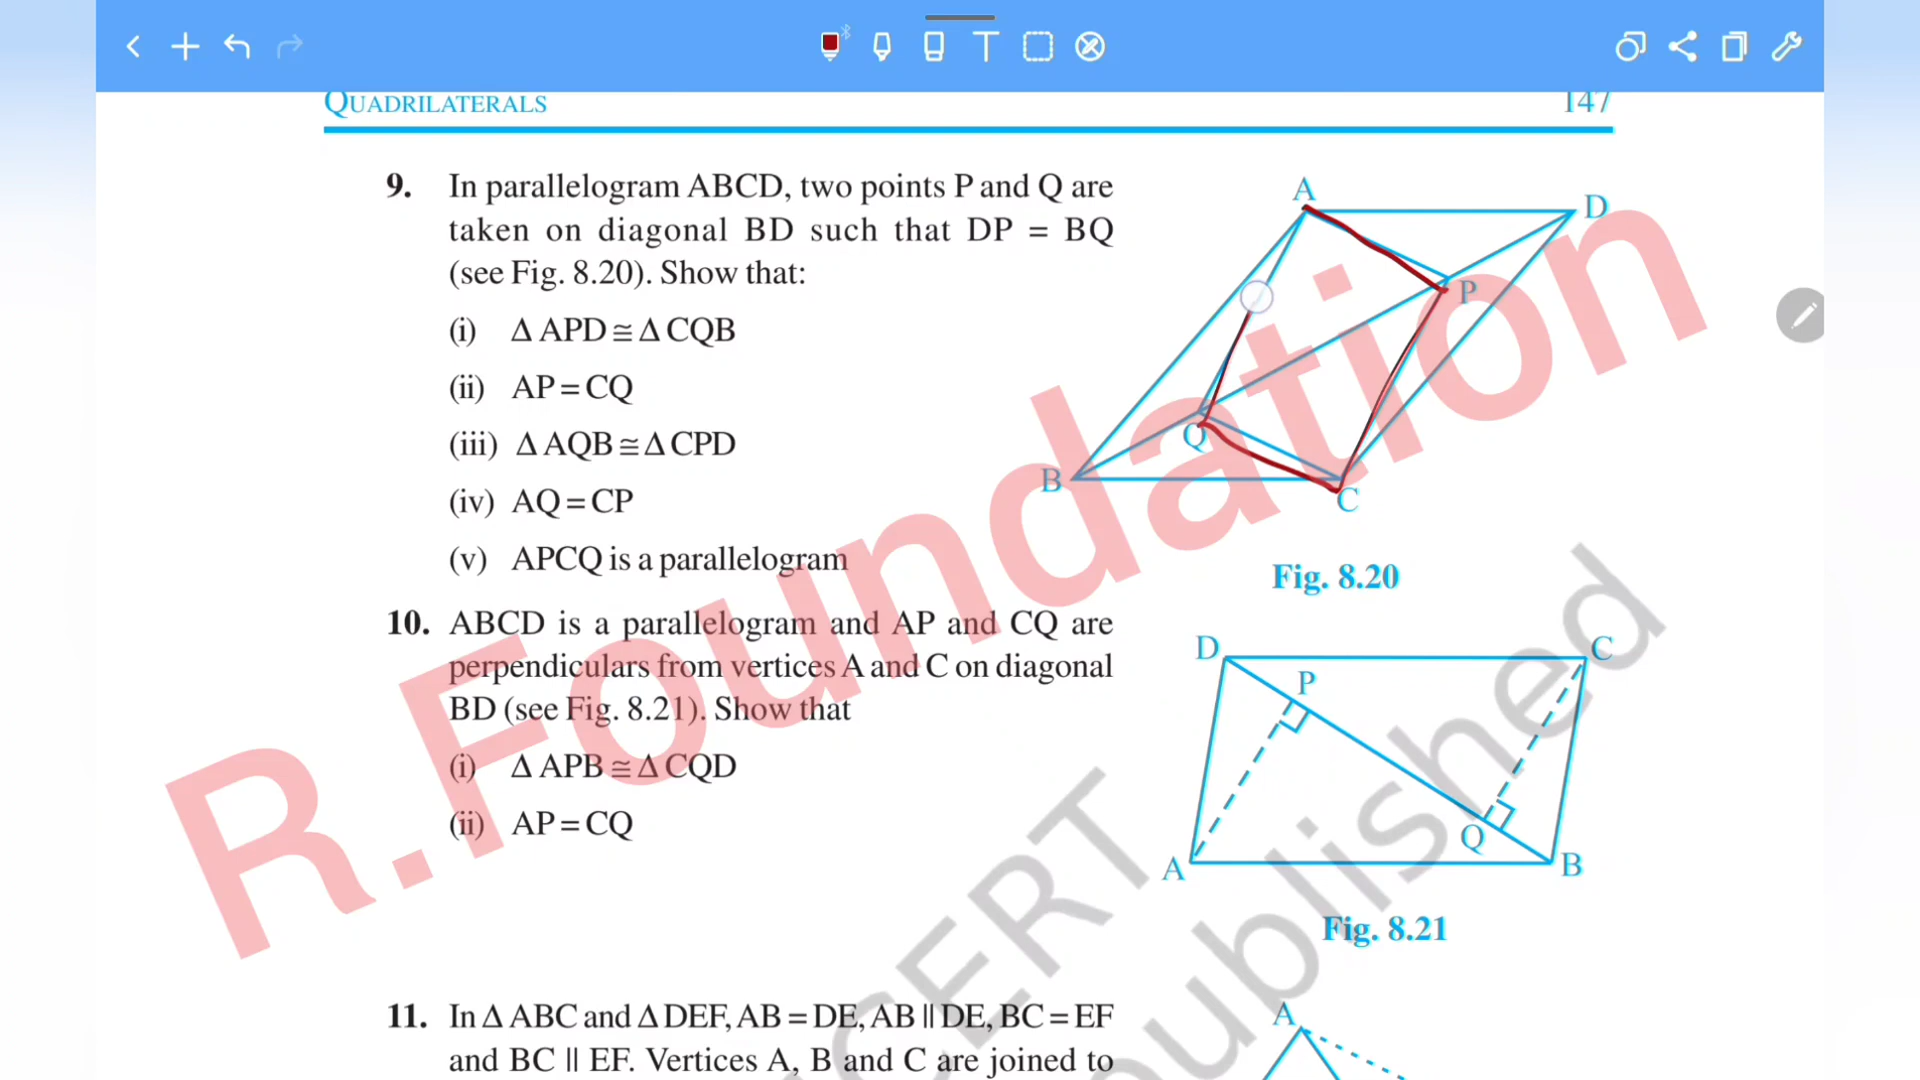 QUADRILATERALS 147
9. In parallelogram ABCD, two points P and Q are
taken on diagonal BD such that DP = BQ
(see Fig. 8.20). Show that:
(i) Δ APD ≅ Δ CQB
(ii) AP = CQ
(iii) Δ AQB ≅ Δ CPD
(iv) AQ = CP
(v) APCQ is a parallelogram
A
D
P
Q
B
C
Fig. 8.20
10. ABCD is a parallelogram and AP and CQ are
perpendiculars from vertices A and C on diagonal
BD (see Fig. 8.21). Show that
(i) Δ APB ≅ Δ CQD
(ii) AP = CQ
D
C
P
Q
A
B
Fig. 8.21
11. In Δ ABC and Δ DEF, AB = DE, AB || DE, BC = EF
and BC || EF. Vertices A, B and C are joined to
A
R.Foundation